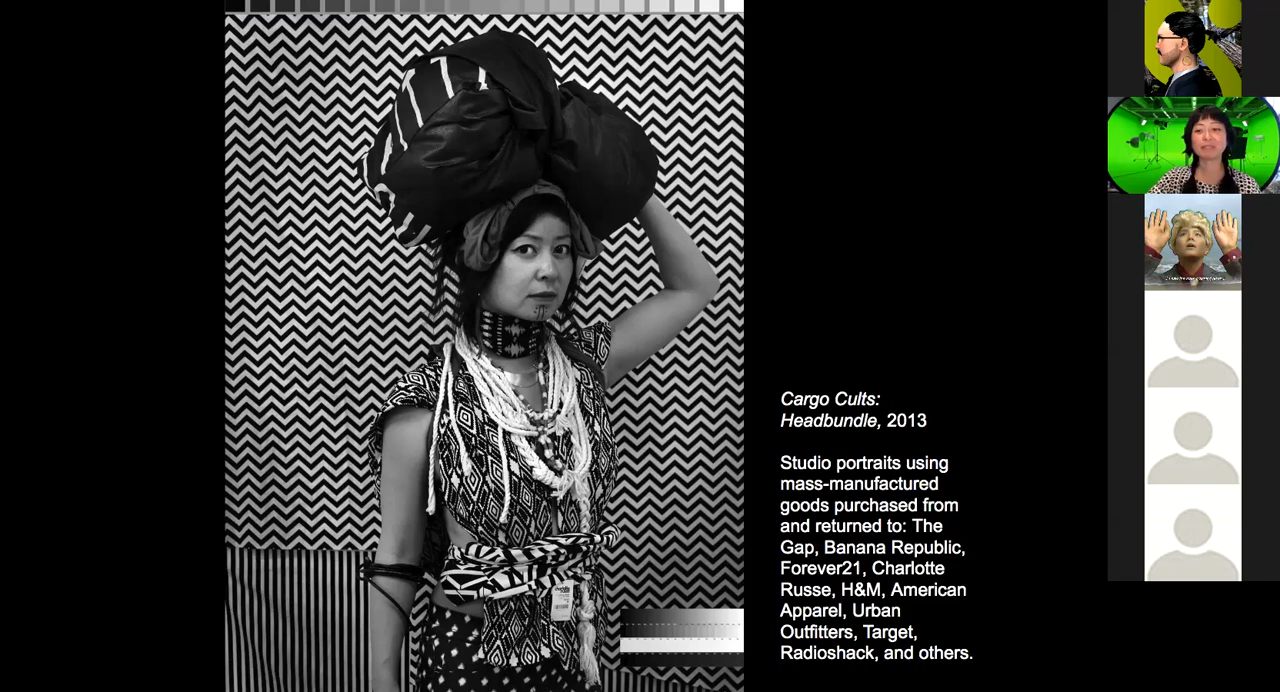 Cargo Cults:
Headbundle, 2013
Studio portraits using
mass-manufactured
goods purchased from
and returned to: The
Gap, Banana Republic,
Forever21, Charlotte
Russe, H&M, American
Apparel, Urban
Outfitters, Target,
Radioshack, and others.